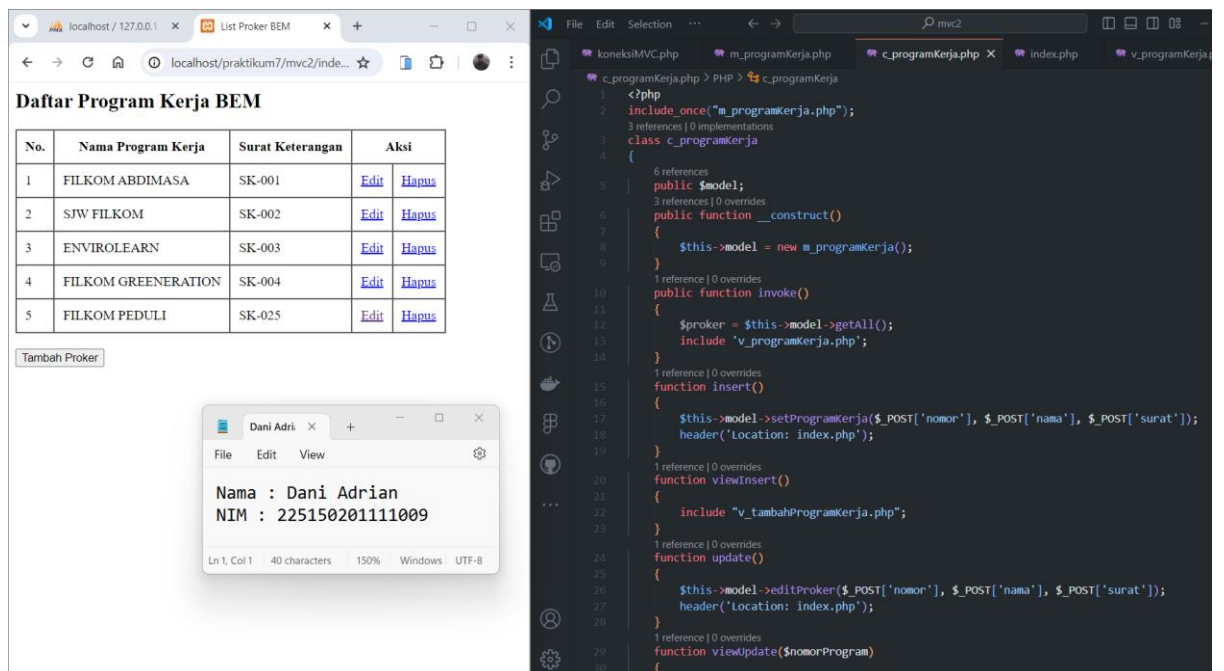 localhost / 127.0.0.1
List Proker BEM
localhost/praktikum7/mvc2/inde...
Daftar Program Kerja BEM
No. Nama Program Kerja Surat Keterangan Aksi
1 FILKOM ABDIMASA SK-001 Edit Hapus
2 SJW FILKOM SK-002 Edit Hapus
3 ENVIROLEARN SK-003 Edit Hapus
4 FILKOM GREENERATION SK-004 Edit Hapus
5 FILKOM PEDULI SK-025 Edit Hapus
Tambah Proker
Dani Adri
File Edit View
Nama : Dani Adrian
NIM : 225150201111009
Ln 1, Col 1 40 characters 150% Windows UTF-8
File Edit Selection ...
mvc2
koneksiMVC.php m_programKerja.php c_programKerja.php index.php v_programKerja.p
c_programKerja.php > PHP > c_programKerja
1 <?php
2 include_once("m_programKerja.php");
3 references | 0 implementations
3 class c_programKerja
4 {
6 references
5 public $model;
3 references | 0 overrides
6 public function __construct()
7 {
8 $this->model = new m_programKerja();
9 }
1 reference | 0 overrides
10 public function invoke()
11 {
12 $proker = $this->model->getAll();
13 include 'v_programKerja.php';
14 }
1 reference | 0 overrides
15 function insert()
16 {
17 $this->model->setProgramKerja($_POST['nomor'], $_POST['nama'], $_POST['surat']);
18 header('Location: index.php');
19 }
1 reference | 0 overrides
20 function viewInsert()
21 {
22 include "v_tambahProgramKerja.php";
23 }
1 reference | 0 overrides
24 function update()
25 {
26 $this->model->editProker($_POST['nomor'], $_POST['nama'], $_POST['surat']);
27 header('Location: index.php');
28 }
1 reference | 0 overrides
29 function viewUpdate($nomorProgram)
30 {